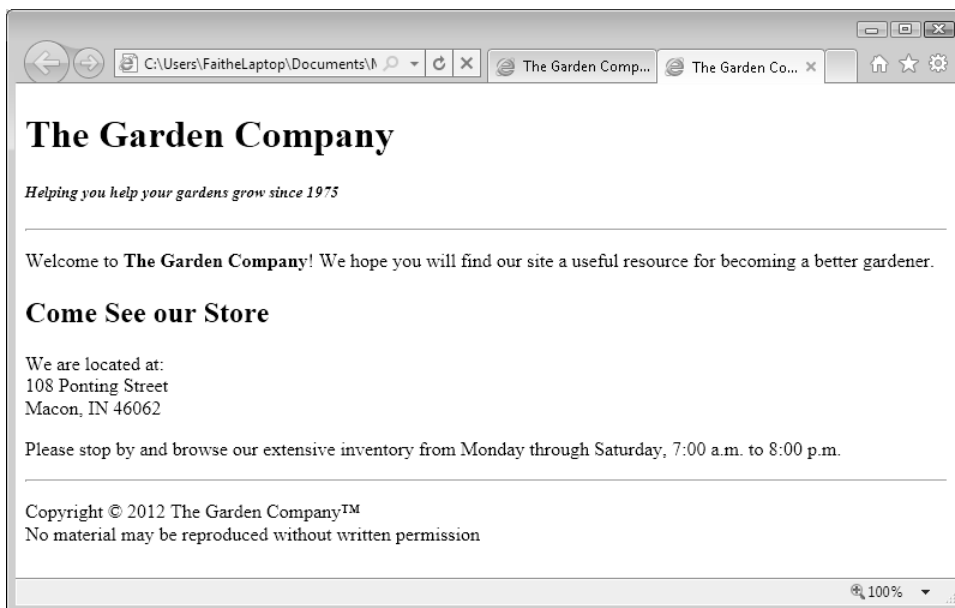 C:\Users\FaitheLaptop\Documents\
The Garden Comp...
The Garden Co...
The Garden Company
Helping you help your gardens grow since 1975
Welcome to The Garden Company! We hope you will find our site a useful resource for becoming a better gardener.
Come See our Store
We are located at:
108 Ponting Street
Macon, IN 46062
Please stop by and browse our extensive inventory from Monday through Saturday, 7:00 a.m. to 8:00 p.m.
Copyright © 2012 The Garden Company™
No material may be reproduced without written permission
100%